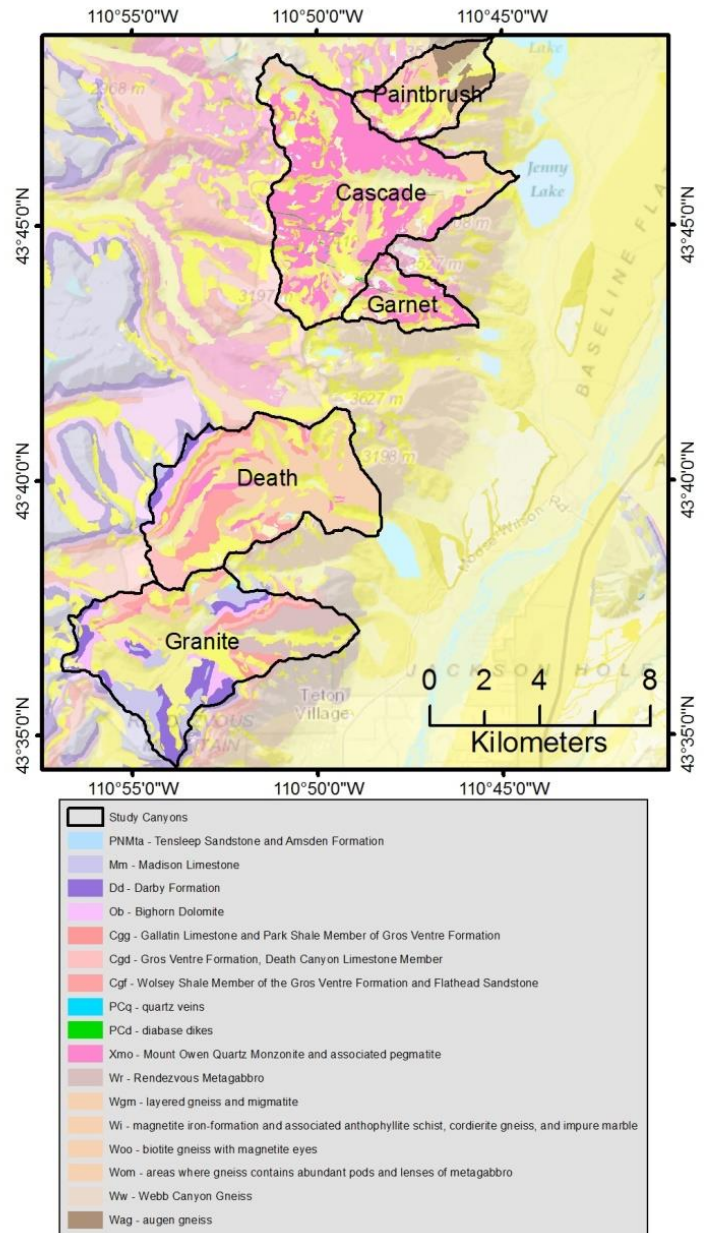 110°55'0"W 110°50'0"W 110°45'0"W
Lake
2968 m
Paintbrush
Jenny
Lake
Cascade
43°45'0"N 43°45'0"N
Garnet
BASELINE FLAT
3627 m
Death
3198 m
43°40'0"N 43°40'0"N
Moose Wilson Rd
Granite
JACKSON HOLE
Teton
Village
0 2 4 8
Kilometers
RENDEZVOUS
MOUNTAIN
43°35'0"N 43°35'0"N
110°55'0"W 110°50'0"W 110°45'0"W
Study Canyons
PNMta - Tensleep Sandstone and Amsden Formation
Mm - Madison Limestone
Dd - Darby Formation
Ob - Bighorn Dolomite
Cgg - Gallatin Limestone and Park Shale Member of Gros Ventre Formation
Cgd - Gros Ventre Formation, Death Canyon Limestone Member
Cgf - Wolsey Shale Member of the Gros Ventre Formation and Flathead Sandstone
PCq - quartz veins
PCd - diabase dikes
Xmo - Mount Owen Quartz Monzonite and associated pegmatite
Wr - Rendezvous Metagabbro
Wgm - layered gneiss and migmatite
Wi - magnetite iron-formation and associated anthophyllite schist, cordierite gneiss, and impure marble
Woo - biotite gneiss with magnetite eyes
Wom - areas where gneiss contains abundant pods and lenses of metagabbro
Ww - Webb Canyon Gneiss
Wag - augen gneiss